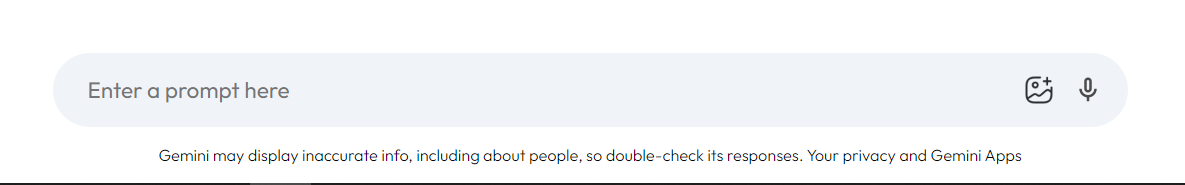 Enter a prompt here
Gemini may display inaccurate info, including about people, so double-check its responses. Your privacy and Gemini Apps